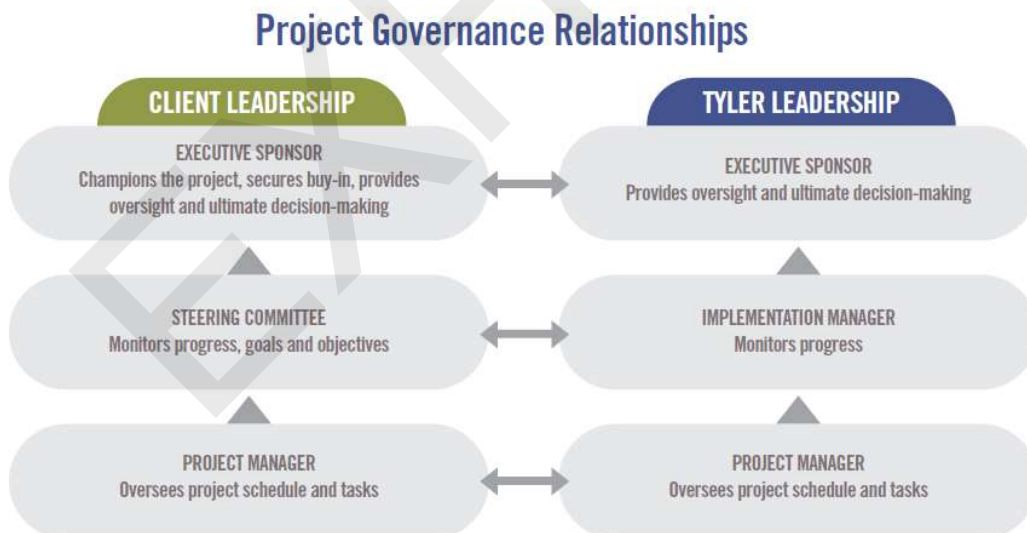 Project Governance Relationships
CLIENT LEADERSHIP
EXECUTIVE SPONSOR
Champions the project, secures buy-in, provides
oversight and ultimate decision-making
STEERING COMMITTEE
Monitors progress, goals and objectives
PROJECT MANAGER
Oversees project schedule and tasks
TYLER LEADERSHIP
EXECUTIVE SPONSOR
Provides oversight and ultimate decision-making
IMPLEMENTATION MANAGER
Monitors progress
PROJECT MANAGER
Oversees project schedule and tasks